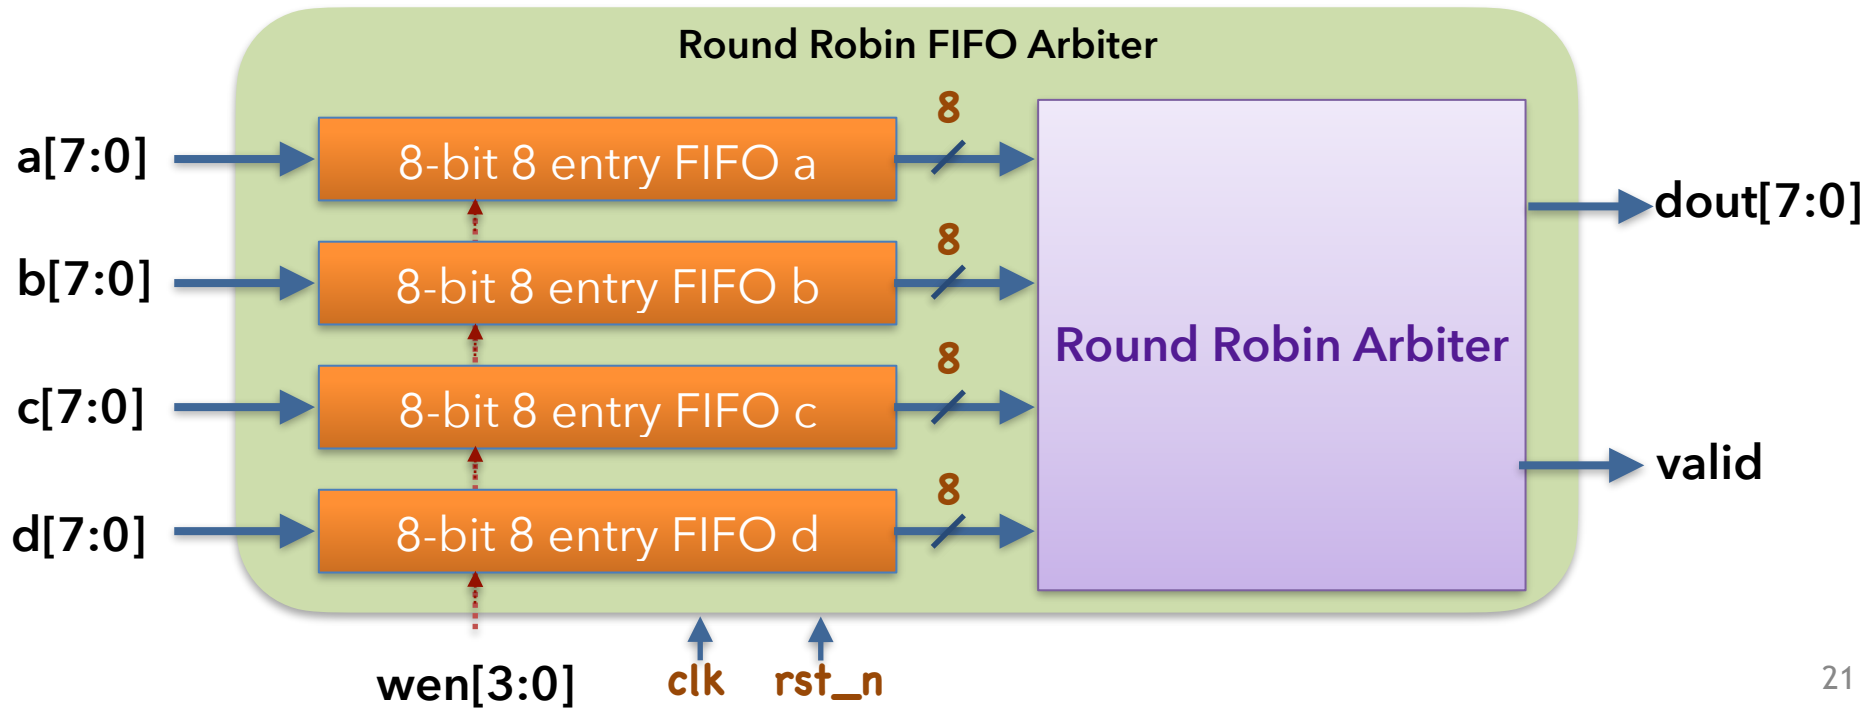 Round Robin FIFO Arbiter
a[7:0]
8-bit 8 entry FIFO a
8
b[7:0]
8-bit 8 entry FIFO b
8
c[7:0]
8-bit 8 entry FIFO c
8
d[7:0]
8-bit 8 entry FIFO d
8
Round Robin Arbiter
dout[7:0]
valid
wen[3:0]
clk
rst_n
21